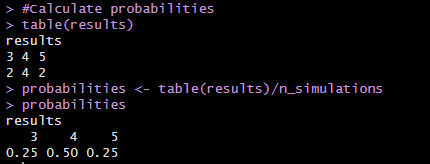 > #Calculate probabilities
> table(results)
results
3 4 5
2 4 2
> probabilities <- table(results)/n_simulations
> probabilities
results
   3    4    5
0.25 0.50 0.25